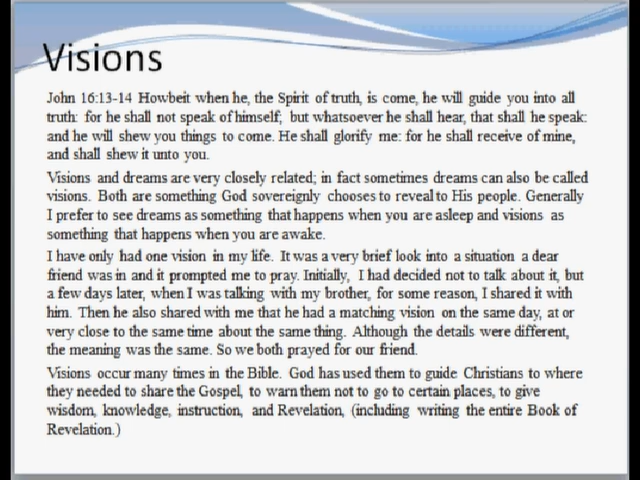 Visions
John 16:13-14 Howbeit when he, the Spirit of truth, is come, he will guide you into all
truth: for he shall not speak of himself; but whatsoever he shall hear, that shall he speak:
and he will shew you things to come. He shall glorify me: for he shall receive of mine,
and shall shew it unto you.
Visions and dreams are very closely related; in fact sometimes dreams can also be called
visions. Both are something God sovereignly chooses to reveal to His people. Generally
I prefer to see dreams as something that happens when you are asleep and visions as
something that happens when you are awake.
I have only had one vision in my life. It was a very brief look into a situation a dear
friend was in and it prompted me to pray. Initially, I had decided not to talk about it, but
a few days later, when I was talking with my brother, for some reason, I shared it with
him. Then he also shared with me that he had a matching vision on the same day, at or
very close to the same time about the same thing. Although the details were different,
the meaning was the same. So we both prayed for our friend.
Visions occur many times in the Bible. God has used them to guide Christians to where
they needed to share the Gospel, to warn them not to go to certain places, to give
wisdom, knowledge, instruction, and Revelation, (including writing the entire Book of
Revelation.)